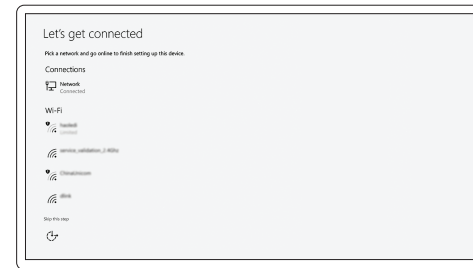 Let's get connected
Pick a network and go online to finish setting up this device.
Connections
Network
Connected
Wi-Fi
Limited
service_validation_2.4Ghz
Chinaunicom
dlink
Skip this step